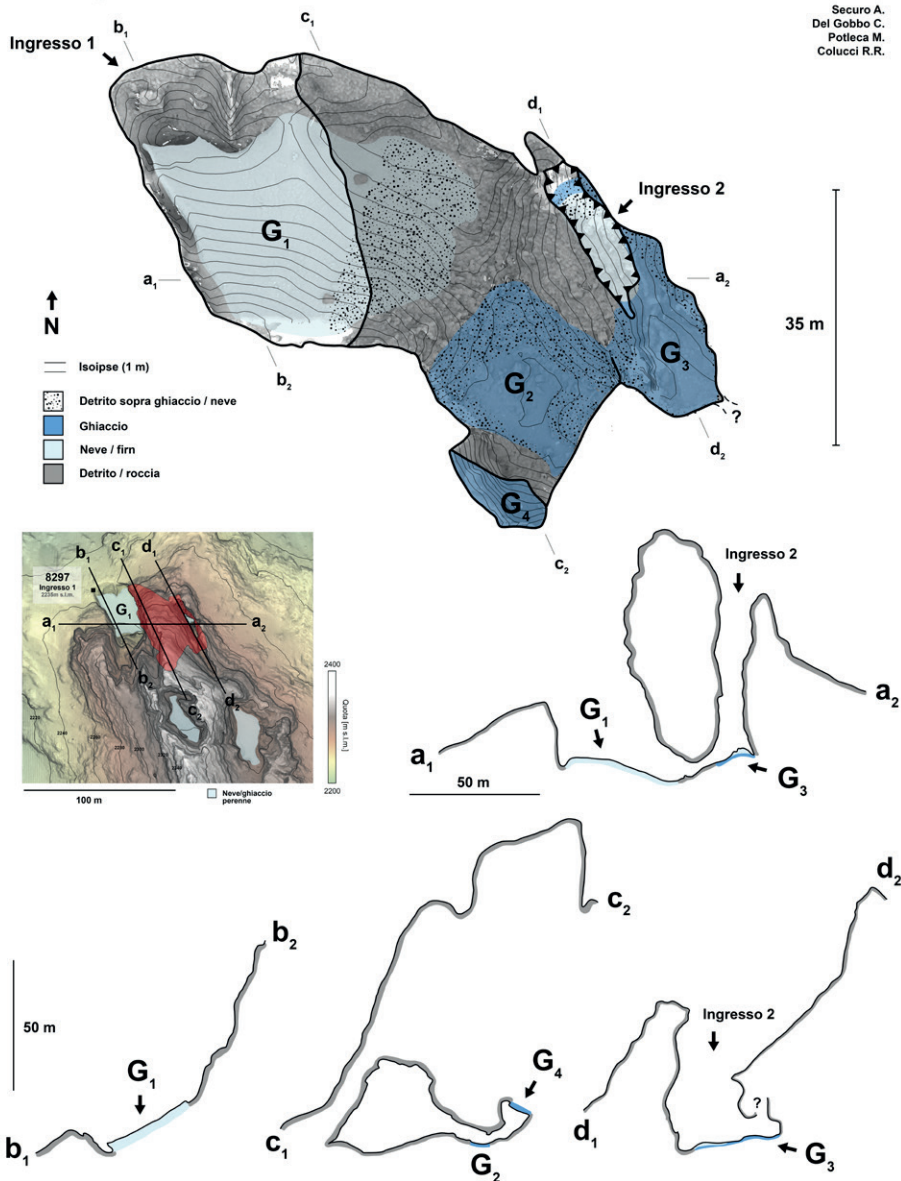 Securo A.
Del Gobbo C.
Potleca M.
Colucci R.R.
b1
c1
Ingresso 1
d1
Ingresso 2
G1
a1
a2
35 m
N
b2
G3
G2
?
d2
G4
c2
Isoipse (1 m)
Detrito sopra ghiaccio / neve
Ghiaccio
Neve / firn
Detrito / roccia
b1
c1
d1
8297
Ingresso 1
2238m s.l.m.
G1
a1
a2
b2
c2
d2
2400
Quota [m s.l.m.]
2200
100 m
Neve/ghiaccio
perenne
Ingresso 2
G1
a1
a2
G3
50 m
b2
50 m
G1
b1
c2
G4
c1
G2
d2
Ingresso 2
?
d1
G3